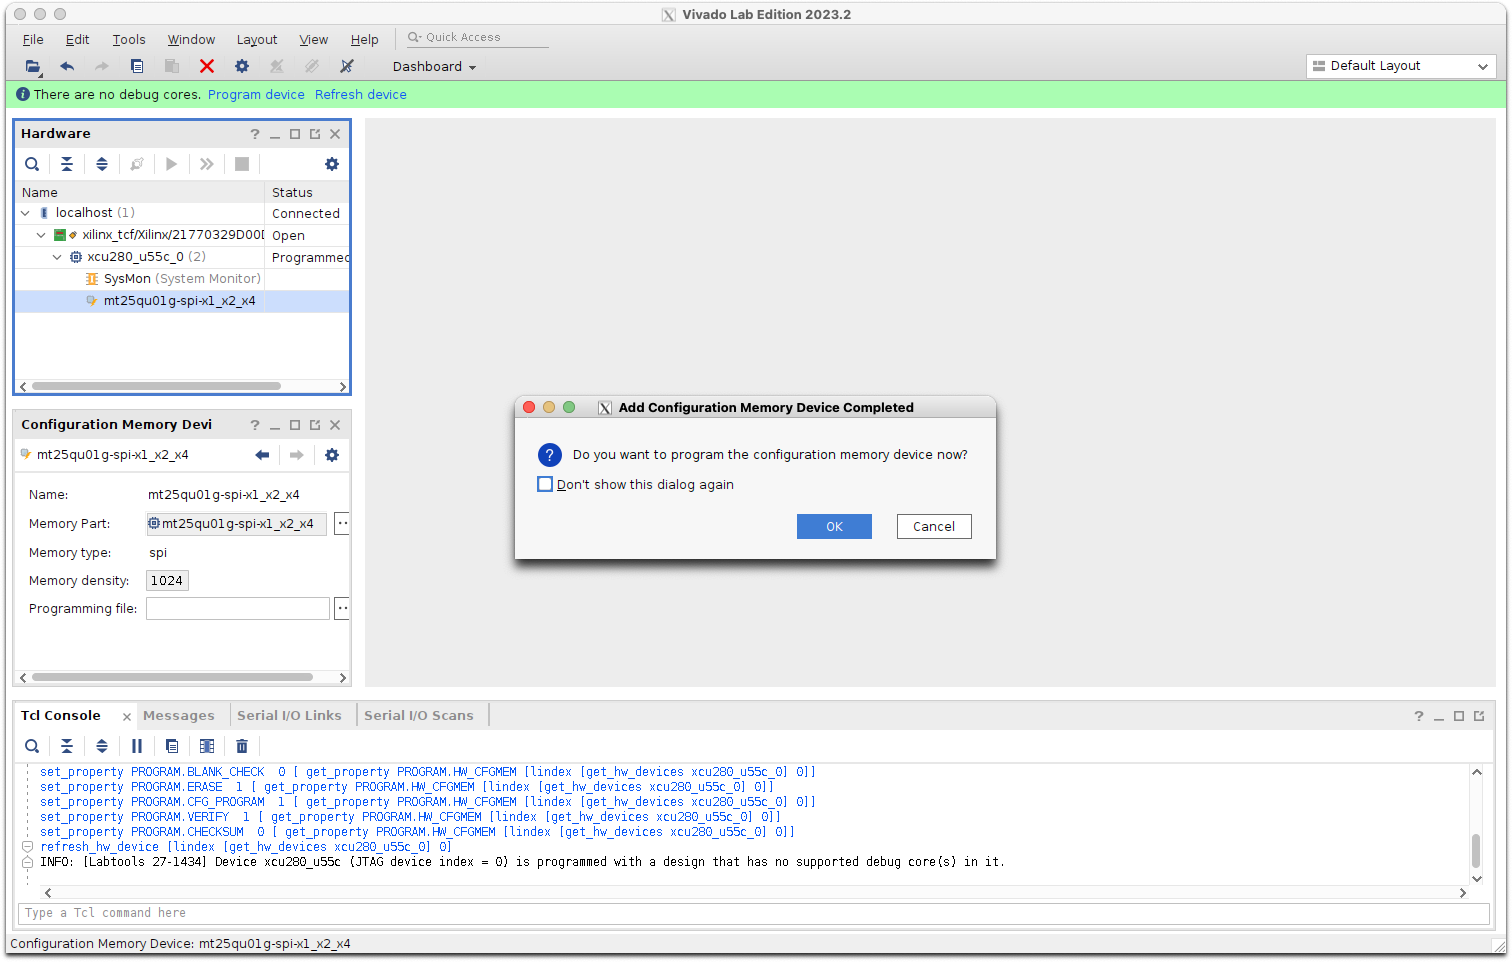 Vivado Lab Edition 2023.2
File Edit Tools Window Layout View Help Quick Access
Dashboard
Default Layout
There are no debug cores. Program device Refresh device
Hardware
Name Status
localhost (1) Connected
xilinx_tcf/Xilinx/21770329D00 Open
xcu280_u55c_0 (2) Programmed
SysMon (System Monitor)
mt25qu01g-spi-x1_x2_x4
Add Configuration Memory Device Completed
Do you want to program the configuration memory device now?
Don't show this dialog again
OK Cancel
Configuration Memory Devi
mt25qu01g-spi-x1_x2_x4
Name: mt25qu01g-spi-x1_x2_x4
Memory Part: mt25qu01g-spi-x1_x2_x4
Memory type: spi
Memory density: 1024
Programming file:
Tcl Console Messages Serial I/O Links Serial I/O Scans
set_property PROGRAM.BLANK_CHECK 0 [ get_property PROGRAM.HW_CFGMEM [lindex [get_hw_devices xcu280_u55c_0] 0]]
set_property PROGRAM.ERASE 1 [ get_property PROGRAM.HW_CFGMEM [lindex [get_hw_devices xcu280_u55c_0] 0]]
set_property PROGRAM.CFG_PROGRAM 1 [ get_property PROGRAM.HW_CFGMEM [lindex [get_hw_devices xcu280_u55c_0] 0]]
set_property PROGRAM.VERIFY 1 [ get_property PROGRAM.HW_CFGMEM [lindex [get_hw_devices xcu280_u55c_0] 0]]
set_property PROGRAM.CHECKSUM 0 [ get_property PROGRAM.HW_CFGMEM [lindex [get_hw_devices xcu280_u55c_0] 0]]
refresh_hw_device [lindex [get_hw_devices xcu280_u55c_0] 0]
INFO: [Labtools 27-1434] Device xcu280_u55c (JTAG device index = 0) is programmed with a design that has no supported debug core(s) in it.
Type a Tcl command here
Configuration Memory Device: mt25qu01g-spi-x1_x2_x4